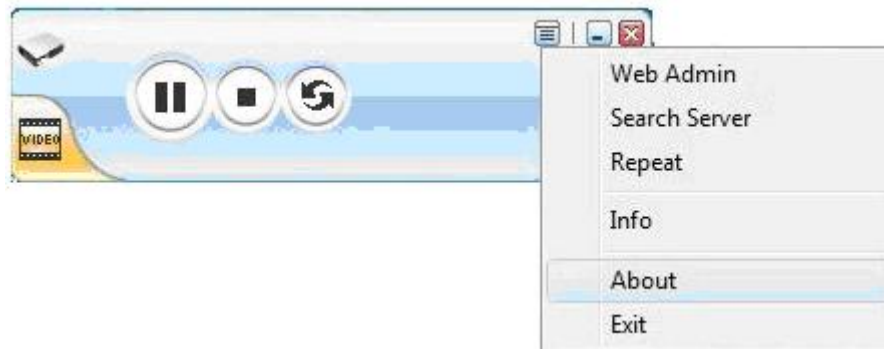 VIDEO
Web Admin
Search Server
Repeat
Info
About
Exit